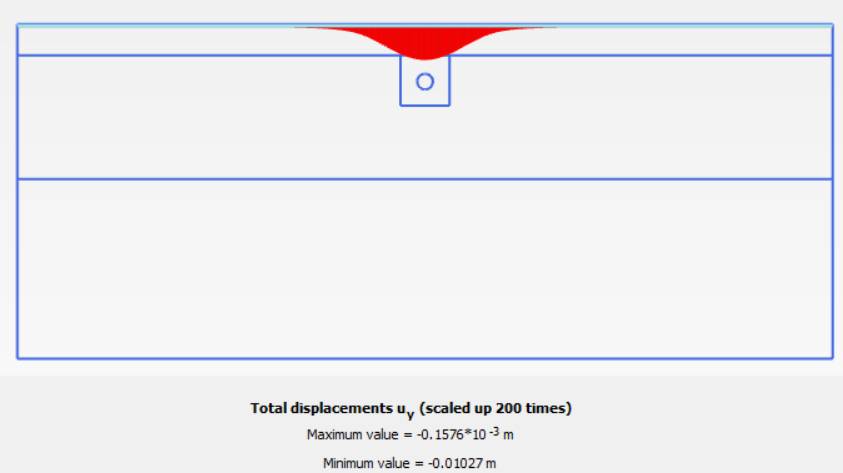 Total displacements uy (scaled up 200 times)
Maximum value = -0.1576*10-3 m
Minimum value = -0.01027 m